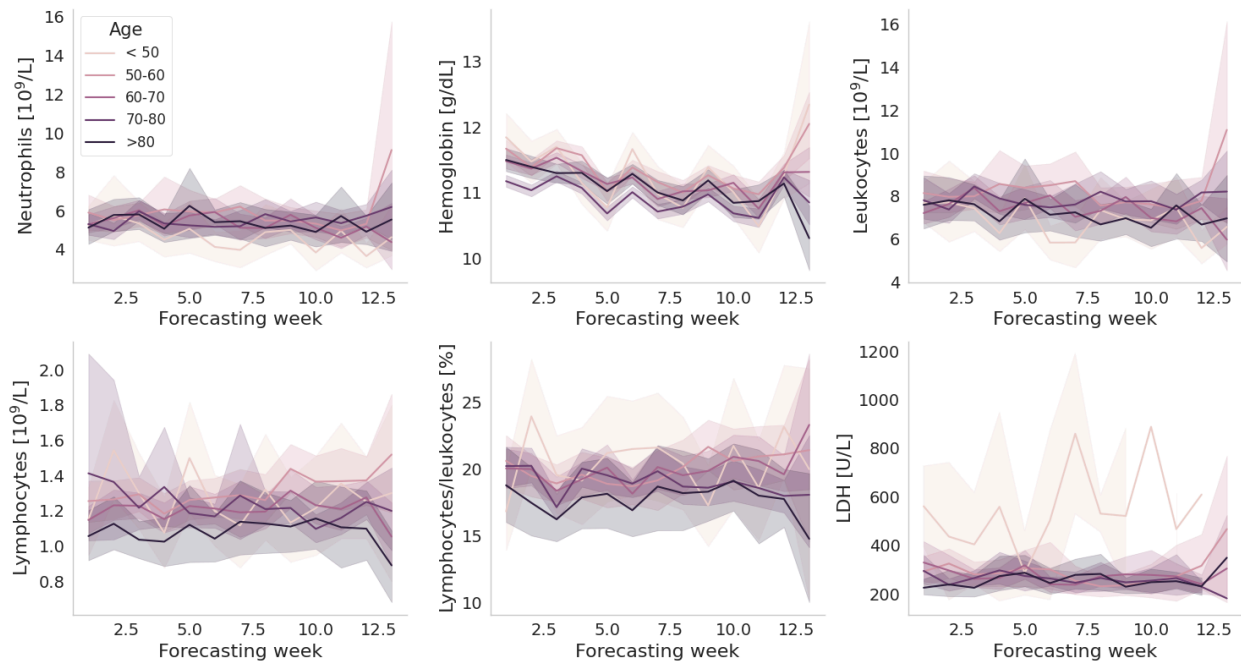 Neutrophils [10⁹/L]
16
14
12
10
8
6
4
Age
< 50
50-60
60-70
70-80
>80
2.5 5.0 7.5 10.0 12.5
Forecasting week
Hemoglobin [g/dL]
13
12
11
10
2.5 5.0 7.5 10.0 12.5
Forecasting week
Leukocytes [10⁹/L]
16
14
12
10
8
6
4
2.5 5.0 7.5 10.0 12.5
Forecasting week
Lymphocytes [10⁹/L]
2.0
1.8
1.6
1.4
1.2
1.0
0.8
2.5 5.0 7.5 10.0 12.5
Forecasting week
Lymphocytes/leukocytes [%]
25
20
15
10
2.5 5.0 7.5 10.0 12.5
Forecasting week
LDH [U/L]
1200
1000
800
600
400
200
2.5 5.0 7.5 10.0 12.5
Forecasting week